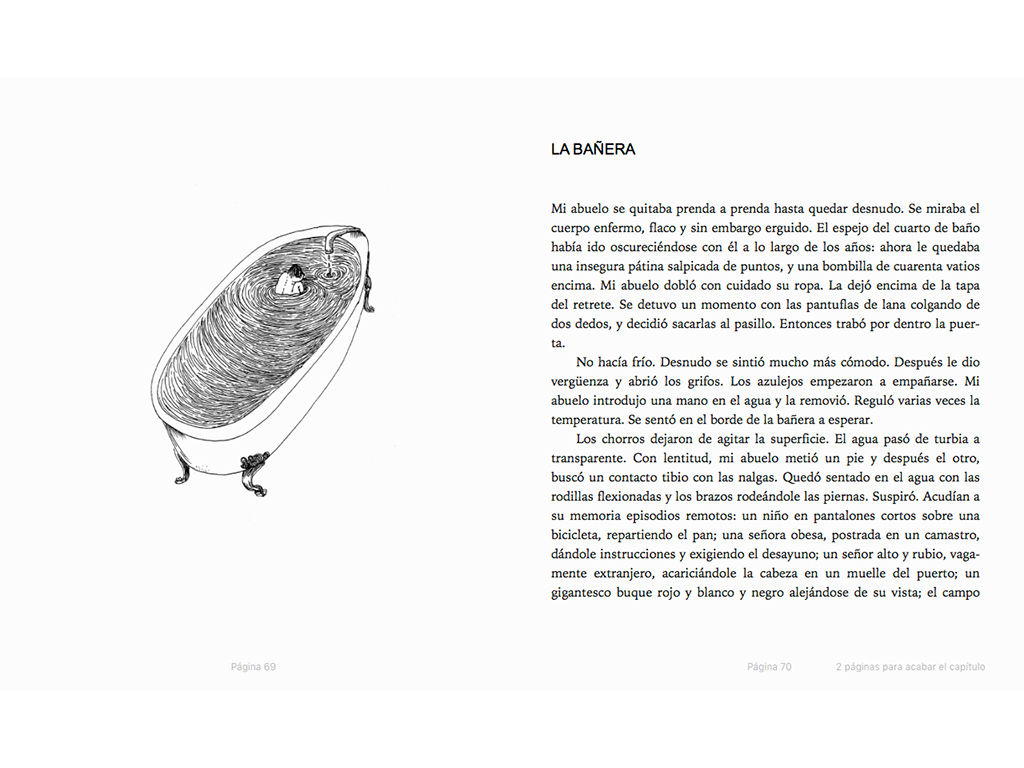 LA BAÑERA
Mi abuelo se quitaba prenda a prenda hasta quedar desnudo. Se miraba el
cuerpo enfermo, flaco y sin embargo erguido. El espejo del cuarto de baño
había ido oscureciéndose con él a lo largo de los años: ahora le quedaba
una insegura pátina salpicada de puntos, y una bombilla de cuarenta vatios
encima. Mi abuelo dobló con cuidado su ropa. La dejó encima de la tapa
del retrete. Se detuvo un momento con las pantuflas de lana colgando de
dos dedos, y decidió sacarlas al pasillo. Entonces trabó por dentro la puer-
ta.
No hacía frío. Desnudo se sintió mucho más cómodo. Después le dio
vergüenza y abrió los grifos. Los azulejos empezaron a empañarse. Mi
abuelo introdujo una mano en el agua y la removió. Reguló varias veces la
temperatura. Se sentó en el borde de la bañera a esperar.
Los chorros dejaron de agitar la superficie. El agua pasó de turbia a
transparente. Con lentitud, mi abuelo metió un pie y después el otro,
buscó un contacto tibio con las nalgas. Quedó sentado en el agua con las
rodillas flexionadas y los brazos rodeándole las piernas. Suspiró. Acudían a
su memoria episodios remotos: un niño en pantalones cortos sobre una
bicicleta, repartiendo el pan; una señora obesa, postrada en un camastro,
dándole instrucciones y exigiendo el desayuno; un señor alto y rubio, vaga-
mente extranjero, acariciándole la cabeza en un muelle del puerto; un
gigantesco buque rojo y blanco y negro alejándose de su vista; el campo
Página 69
Página 70
2 páginas para acabar el capítulo